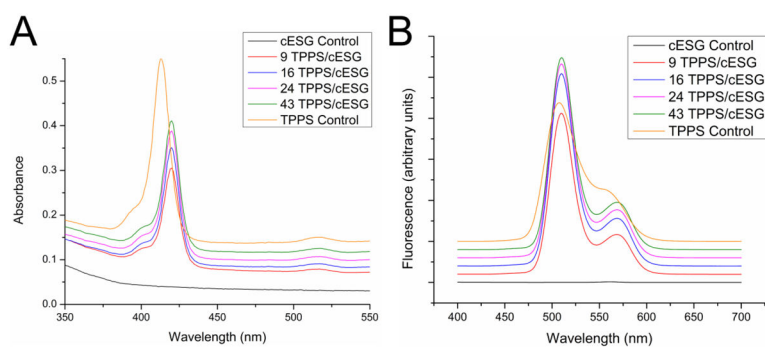 A
cESG Control
9 TPPS/cESG
16 TPPS/cESG
24 TPPS/cESG
43 TPPS/cESG
TPPS Control
Absorbance
0.5
0.4
0.3
0.2
0.1
0.0
350
400
450
500
550
Wavelength (nm)
B
cESG Control
9 TPPS/cESG
16 TPPS/cESG
24 TPPS/cESG
43 TPPS/cESG
TPPS Control
Fluorescence (arbitrary units)
400
450
500
550
600
650
700
Wavelength (nm)